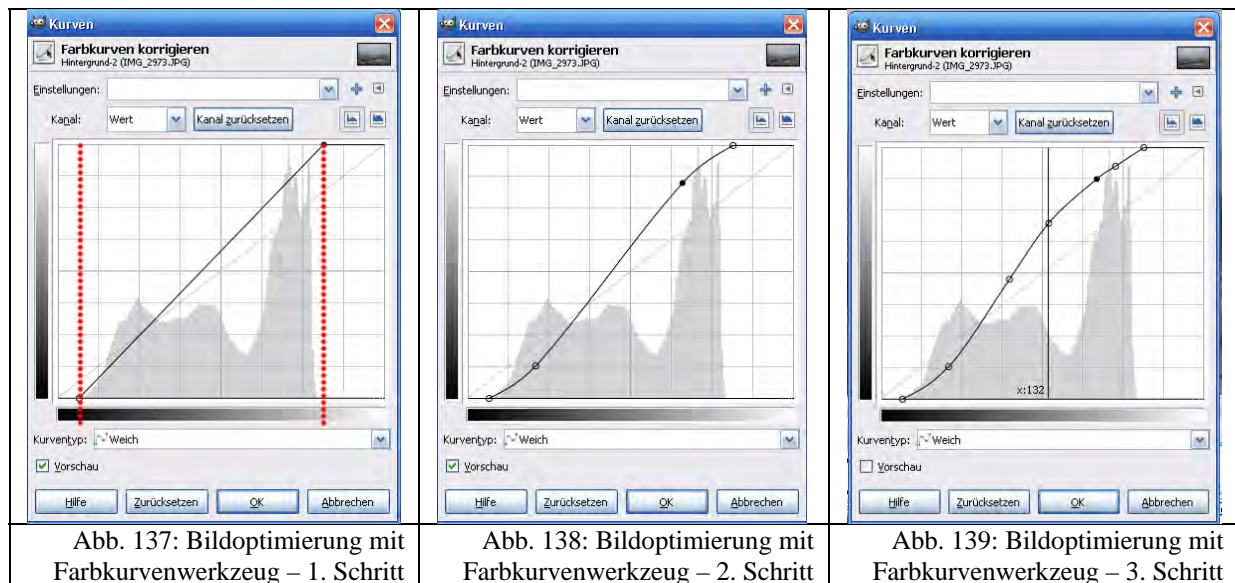 Kurven
Farbkurven korrigieren
Hintergrund-2 (IMG_2973.JPG)
Einstellungen:
Kanal: Wert Kanal zurücksetzen
Kurventyp: Weich
Vorschau
Hilfe Zurücksetzen OK Abbrechen
Abb. 137: Bildoptimierung mit
Farbkurvenwerkzeug – 1. Schritt
Kurven
Farbkurven korrigieren
Hintergrund-2 (IMG_2973.JPG)
Einstellungen:
Kanal: Wert Kanal zurücksetzen
Kurventyp: Weich
Vorschau
Hilfe Zurücksetzen OK Abbrechen
Abb. 138: Bildoptimierung mit
Farbkurvenwerkzeug – 2. Schritt
Kurven
Farbkurven korrigieren
Hintergrund-2 (IMG_2973.JPG)
Einstellungen:
Kanal: Wert Kanal zurücksetzen
x:132
Kurventyp: Weich
Vorschau
Hilfe Zurücksetzen OK Abbrechen
Abb. 139: Bildoptimierung mit
Farbkurvenwerkzeug – 3. Schritt